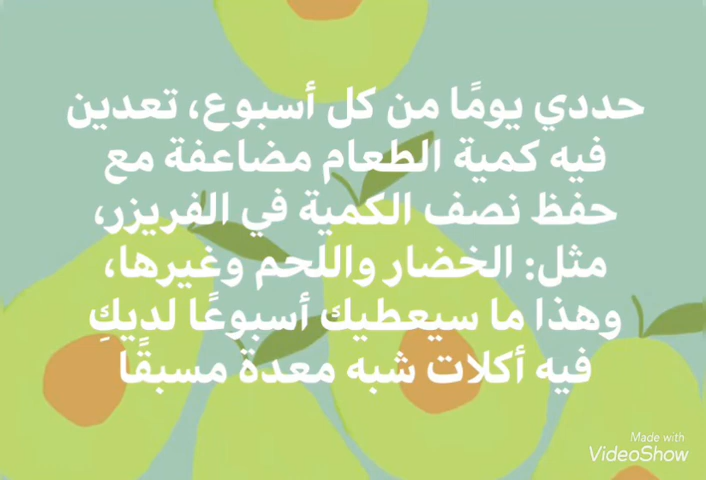 حددي يومًا من كل أسبوع، تعدين
فيه كمية الطعام مضاعفة مع
حفظ نصف الكمية في الفريزر،
مثل: الخضار واللحم وغيرها،
وهذا ما سيعطيك أسبوعًا لديكِ
فيه أكلات شبه معدة مسبقًا
Made with
VideoShow